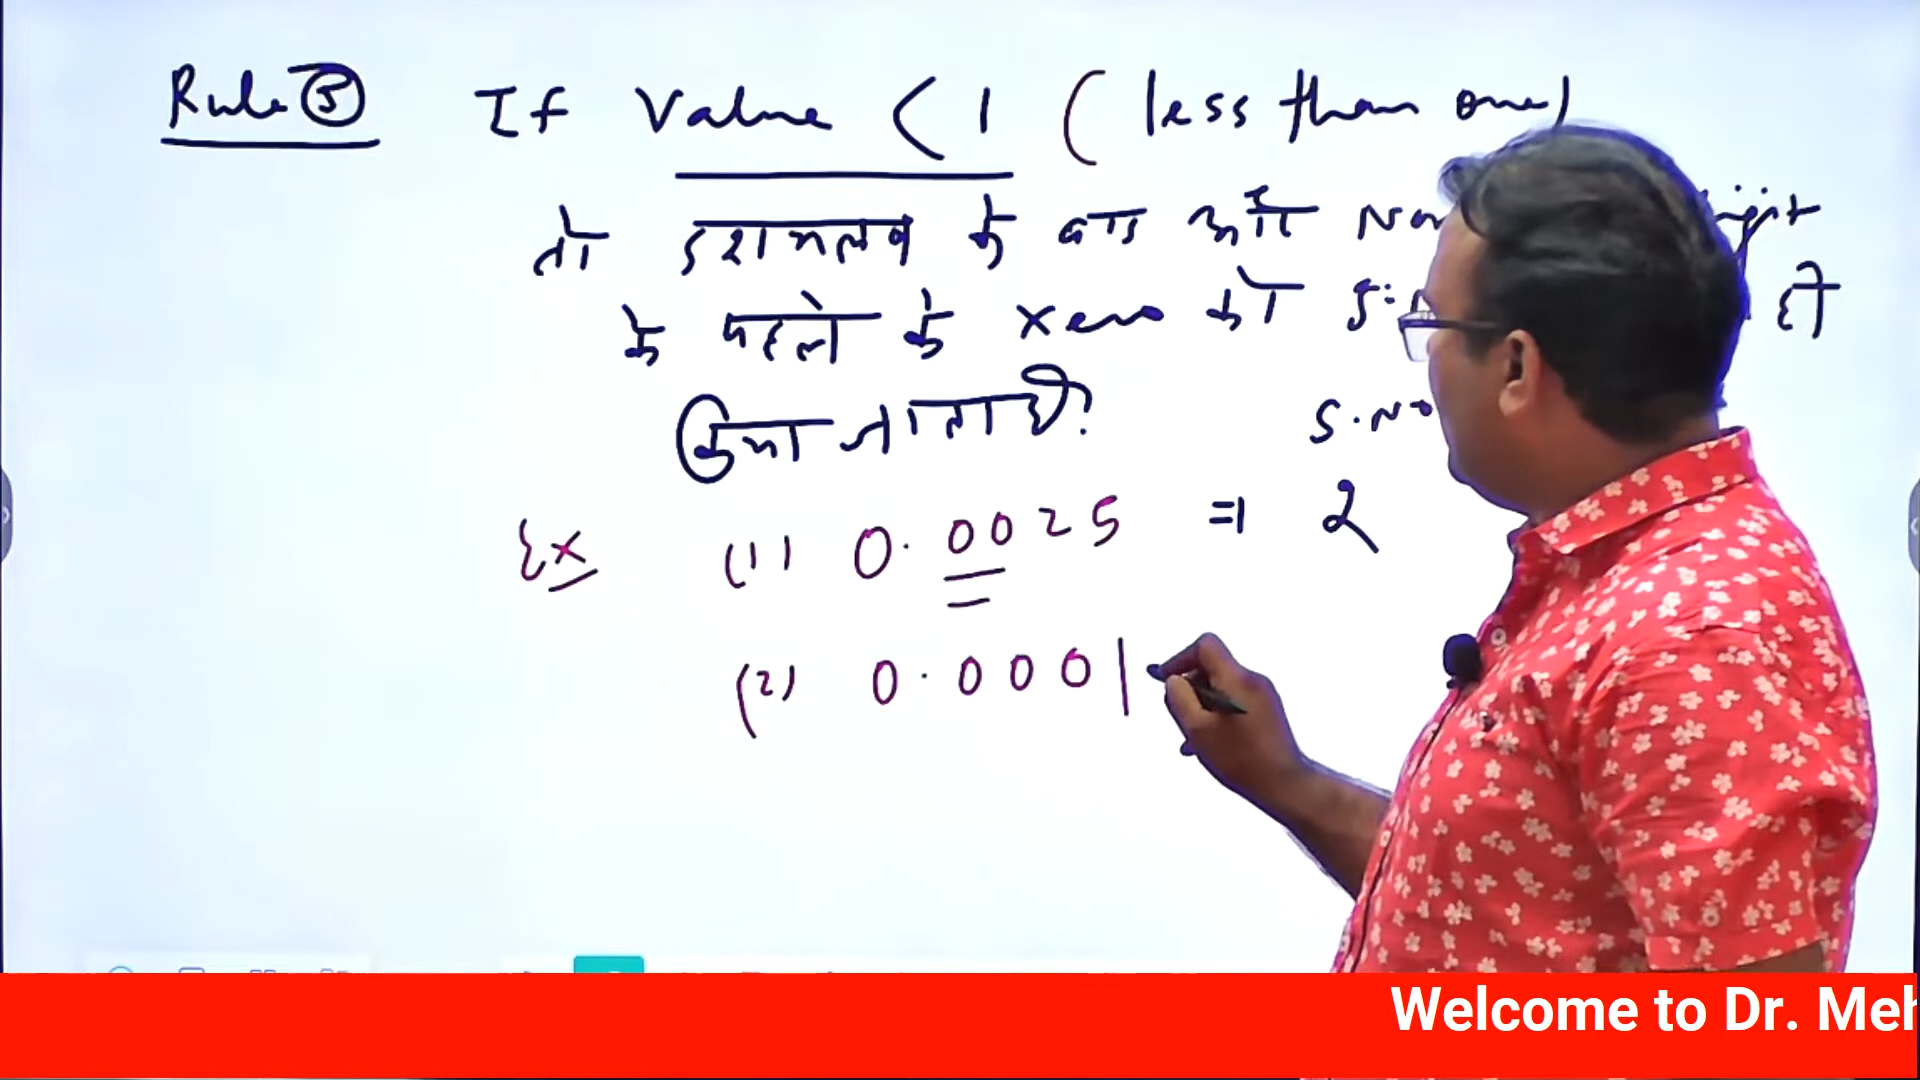 Rule ⑤ If Value < 1 (less than one)
तो दशमलव के बाद और Non
के पहले के xero को ही
किया जाता है?
S.No
Ex (1) 0.0025 ⇒ 2
(2) 0.0001
Welcome to Dr. Meh